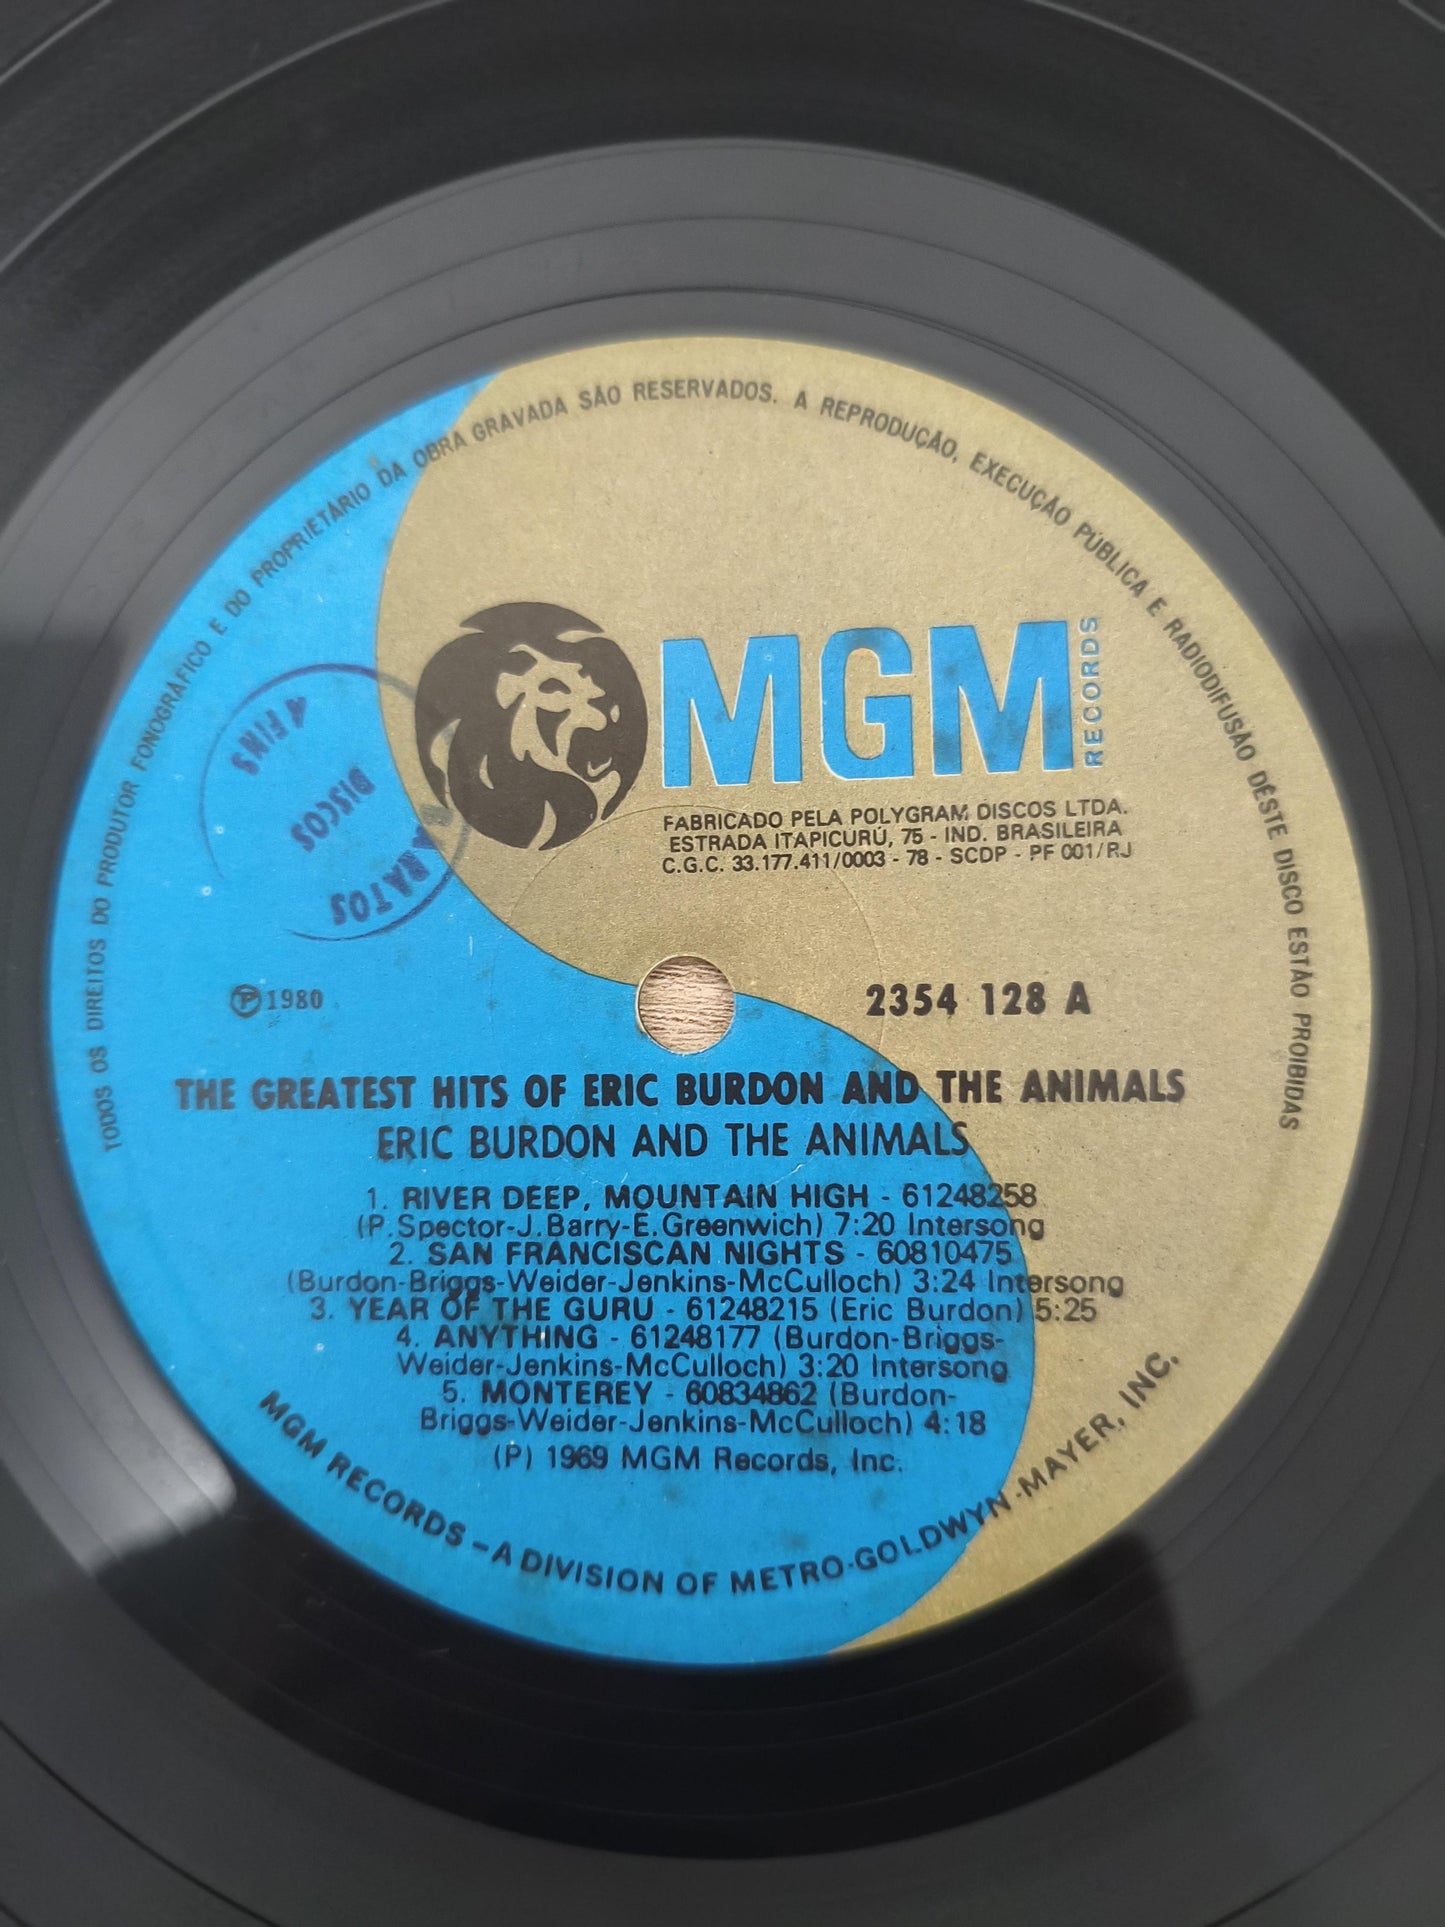 TODOS OS DIREITOS DO PRODUTOR FONOGRÁFICO E DO PROPRIETÁRIO DA OBRA GRAVADA SÃO RESERVADOS. A REPRODUÇÃO, EXECUÇÃO PÚBLICA E RADIODIFUSÃO DÊSTE DISCO ESTÃO PROIBIDAS
MGM
RECORDS
FABRICADO PELA POLYGRAM DISCOS LTDA.
ESTRADA ITAPICURÚ, 75 - IND. BRASILEIRA
C.G.C. 33.177.411/0003 - 78 - SCDP - PF 001/RJ
DISCOS
℗ 1980
2354 128 A
THE GREATEST HITS OF ERIC BURDON AND THE ANIMALS
ERIC BURDON AND THE ANIMALS
1. RIVER DEEP, MOUNTAIN HIGH - 61248258
(P.Spector-J.Barry-E.Greenwich) 7:20 Intersong
2. SAN FRANCISCAN NIGHTS - 60810475
(Burdon-Briggs-Weider-Jenkins-McCulloch) 3:24 Intersong
3. YEAR OF THE GURU - 61248215 (Eric Burdon) 5:25
4. ANYTHING - 61248177 (Burdon-Briggs-
Weider-Jenkins-McCulloch) 3:20 Intersong
5. MONTEREY - 60834862 (Burdon-
Briggs-Weider-Jenkins-McCulloch) 4:18
(P) 1969 MGM Records, Inc.
MGM RECORDS - A DIVISION OF METRO-GOLDWYN-MAYER, INC.